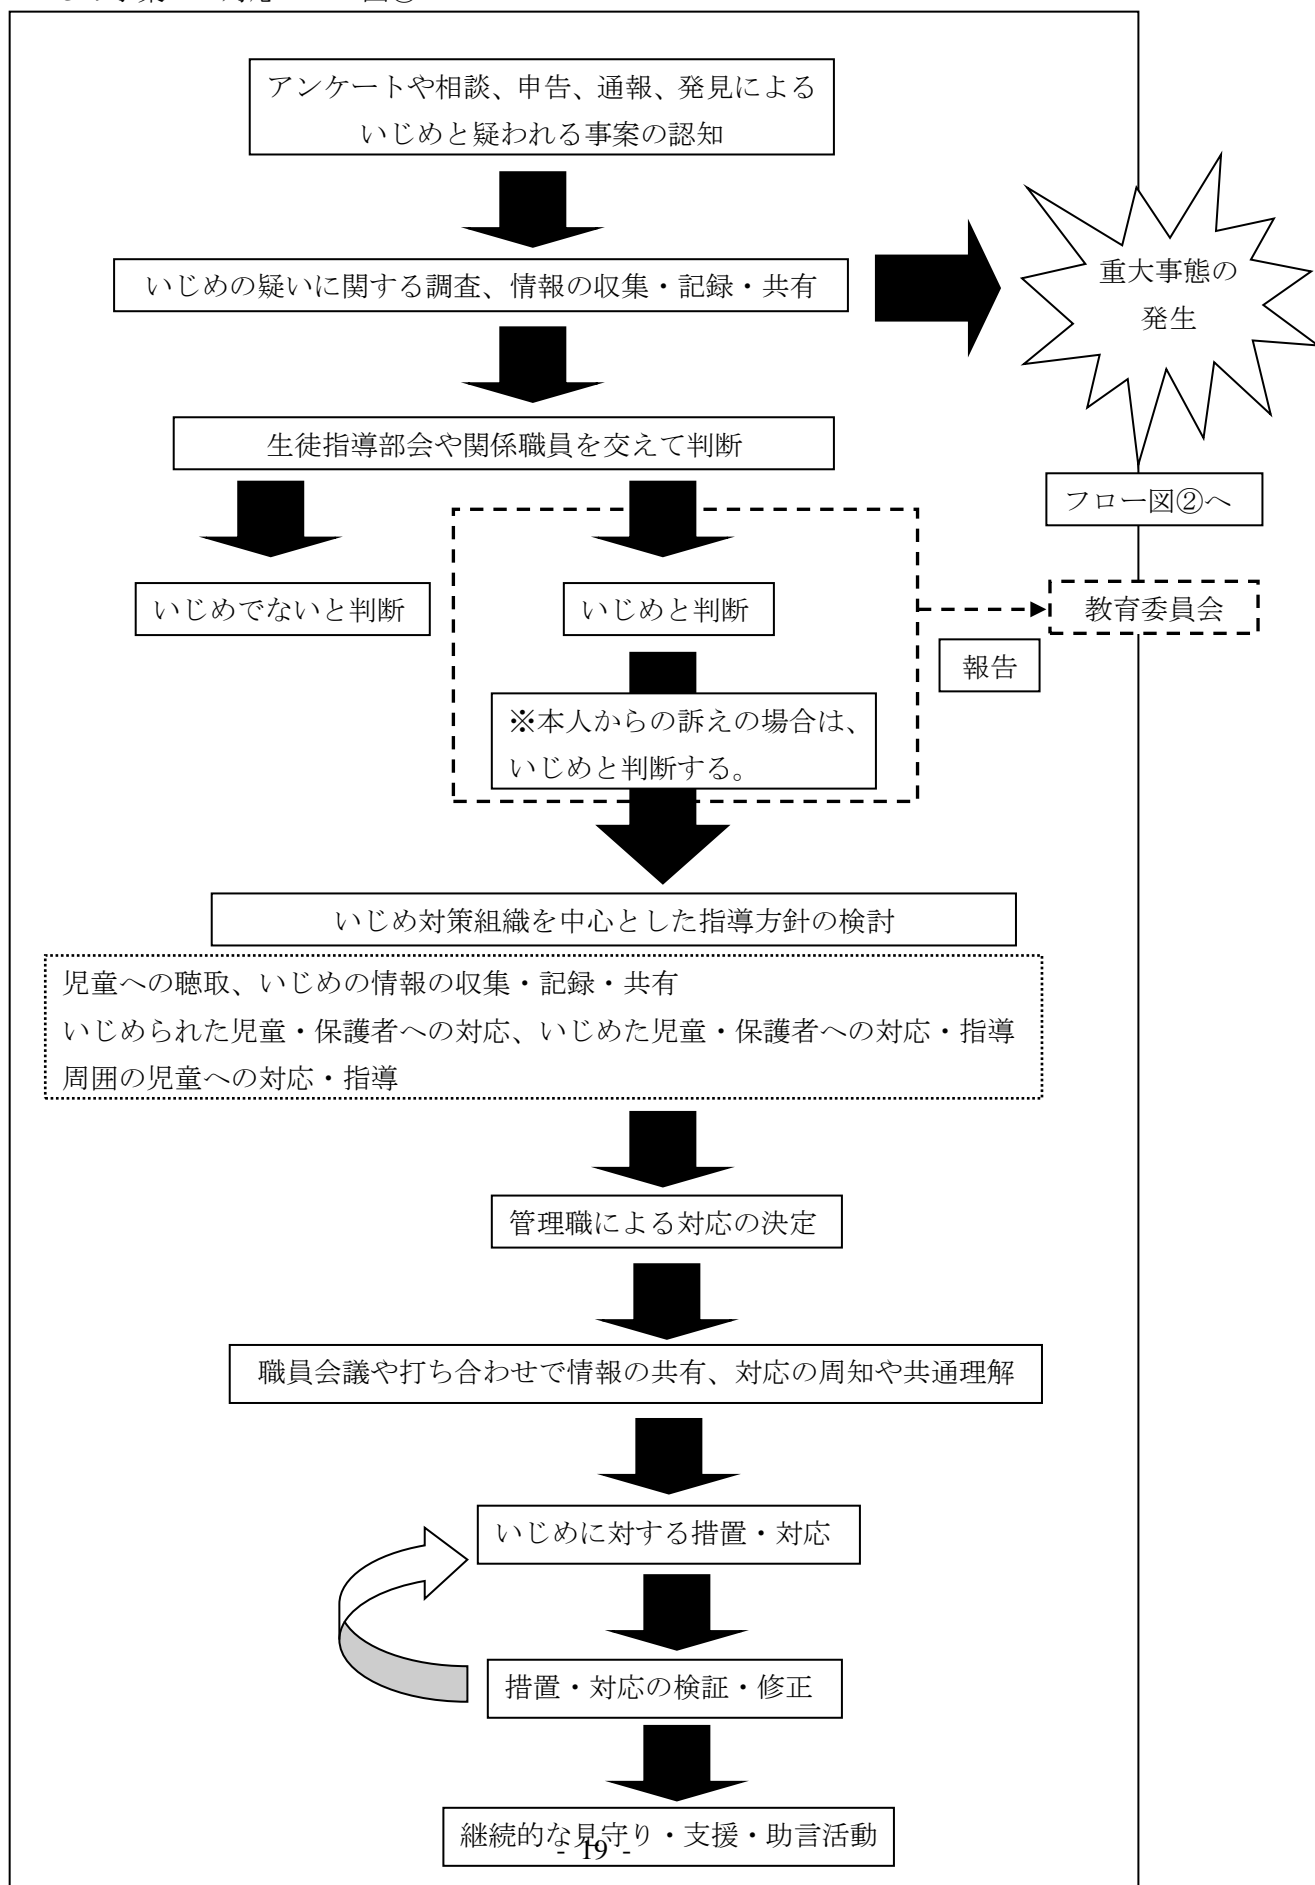 アンケートや相談、申告、通報、発見による
いじめと疑われる事案の認知
いじめの疑いに関する調査、情報の収集・記録・共有
重大事態の
発生
生徒指導部会や関係職員を交えて判断
フロー図②へ
いじめでないと判断
いじめと判断
教育委員会
報告
※本人からの訴えの場合は、
いじめと判断する。
いじめ対策組織を中心とした指導方針の検討
児童への聴取、いじめの情報の収集・記録・共有
いじめられた児童・保護者への対応、いじめた児童・保護者への対応・指導
周囲の児童への対応・指導
管理職による対応の決定
職員会議や打ち合わせで情報の共有、対応の周知や共通理解
いじめに対する措置・対応
措置・対応の検証・修正
継続的な見守り・支援・助言活動
- 19 -